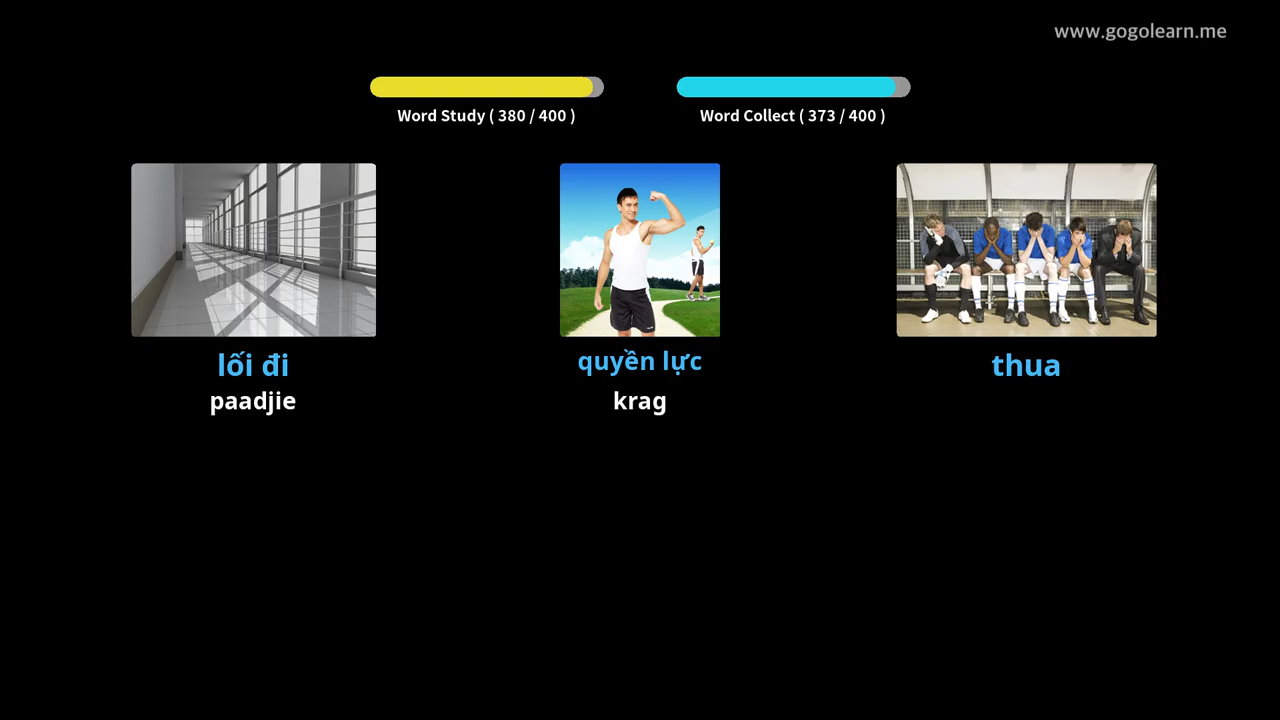 www.gogolearn.me
Word Study ( 380 / 400 )
Word Collect ( 373 / 400 )
lối đi
quyền lực
thua
paadjie
krag